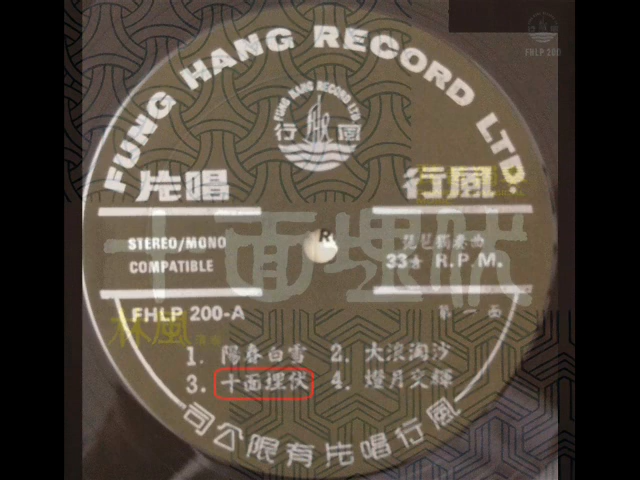 FHLP 200
FUNG HANG RECORD LTD.
FUNG HANG RECORD LTD
行風
片唱 行風
十面埋伏
STEREO/MONO
COMPATIBLE
琵琶獨奏曲
33⅓ R.P.M.
FHLP 200-A
第一面
林風
演奏
1. 陽春白雪 2. 大浪淘沙
3. 十面埋伏 4. 燈月交輝
司公限有片唱行風